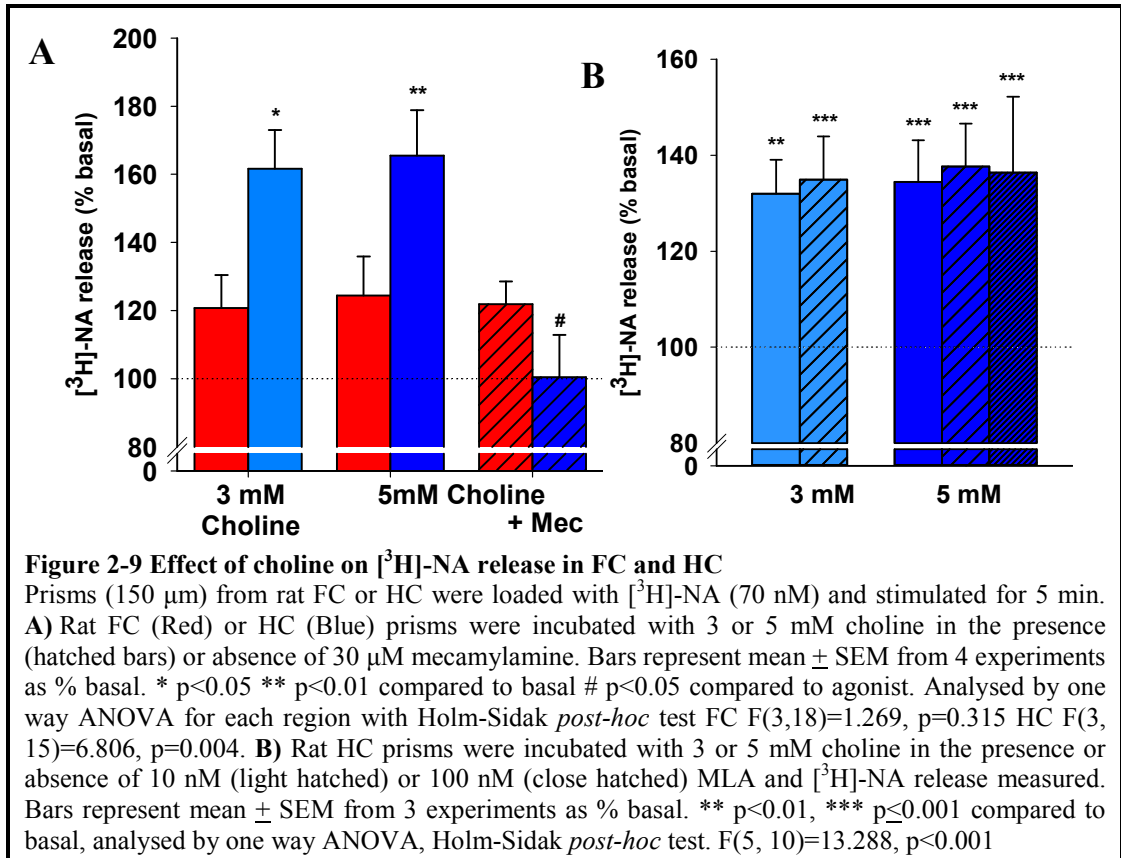 A
[³H]-NA release (% basal)
200
180
160
140
120
100
80
0
*
**
#
3 mM
Choline
5mM Choline
+ Mec
B
[³H]-NA release (% basal)
160
140
120
100
80
0
**
***
***
***
***
3 mM
5 mM
Figure 2-9 Effect of choline on [³H]-NA release in FC and HC
Prisms (150 μm) from rat FC or HC were loaded with [³H]-NA (70 nM) and stimulated for 5 min.
A) Rat FC (Red) or HC (Blue) prisms were incubated with 3 or 5 mM choline in the presence
(hatched bars) or absence of 30 μM mecamylamine. Bars represent mean ± SEM from 4 experiments
as % basal. * p<0.05 ** p<0.01 compared to basal # p<0.05 compared to agonist. Analysed by one
way ANOVA for each region with Holm-Sidak post-hoc test FC F(3,18)=1.269, p=0.315 HC F(3,
15)=6.806, p=0.004. B) Rat HC prisms were incubated with 3 or 5 mM choline in the presence or
absence of 10 nM (light hatched) or 100 nM (close hatched) MLA and [³H]-NA release measured.
Bars represent mean ± SEM from 3 experiments as % basal. ** p<0.01, *** p≤0.001 compared to
basal, analysed by one way ANOVA, Holm-Sidak post-hoc test. F(5, 10)=13.288, p<0.001